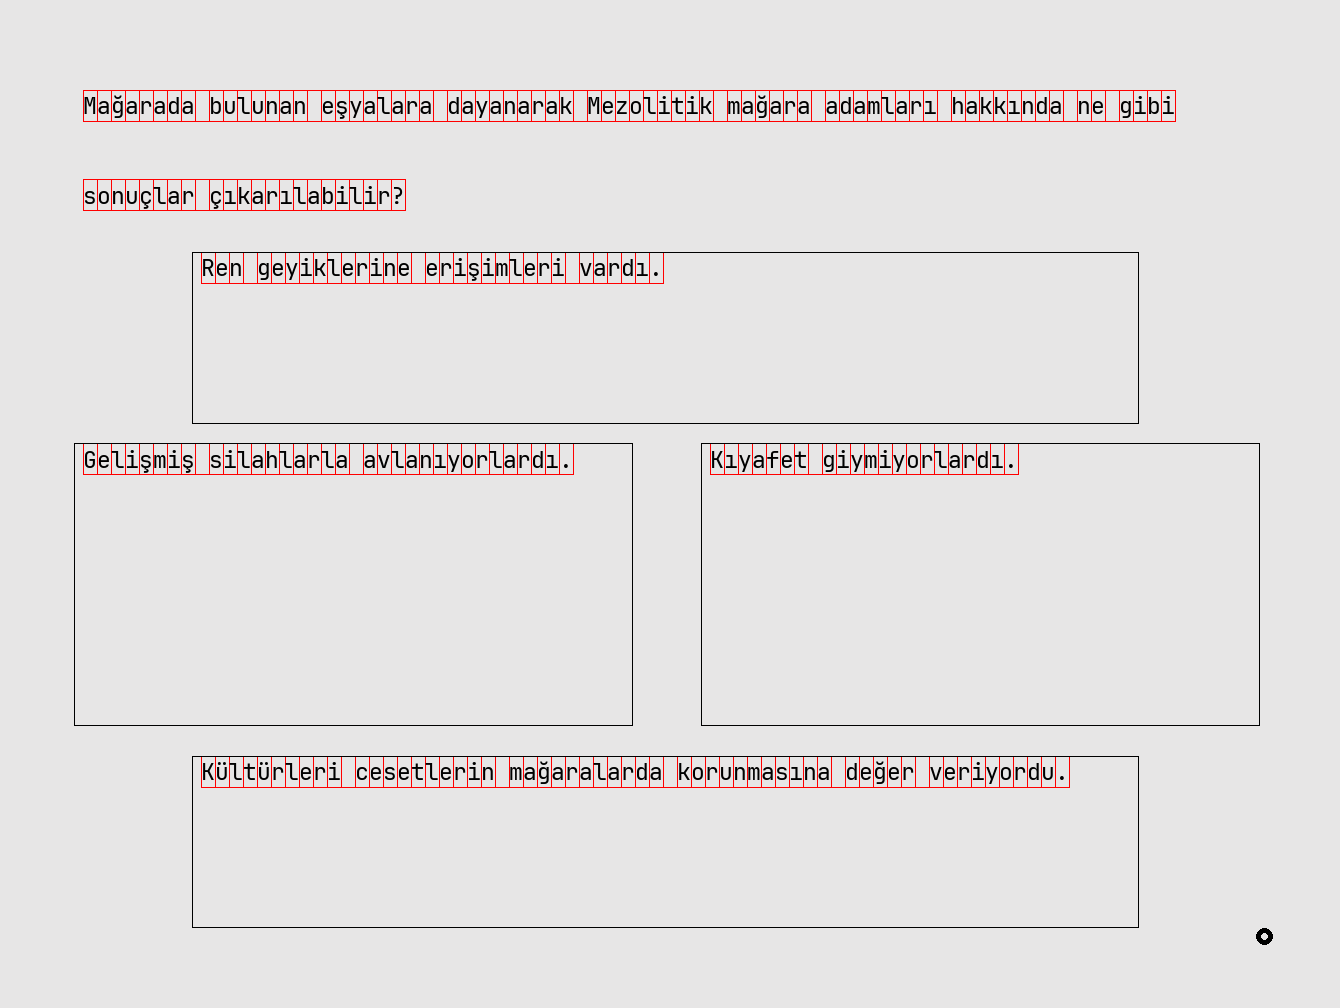 Mağarada bulunan eşyalara dayanarak Mezolitik mağara adamları hakkında ne gibi
sonuçlar çıkarılabilir?
Ren geyiklerine erişimleri vardı.
Gelişmiş silahlarla avlanıyorlardı.
Kıyafet giymiyorlardı.
Kültürleri cesetlerin mağaralarda korunmasına değer veriyordu.